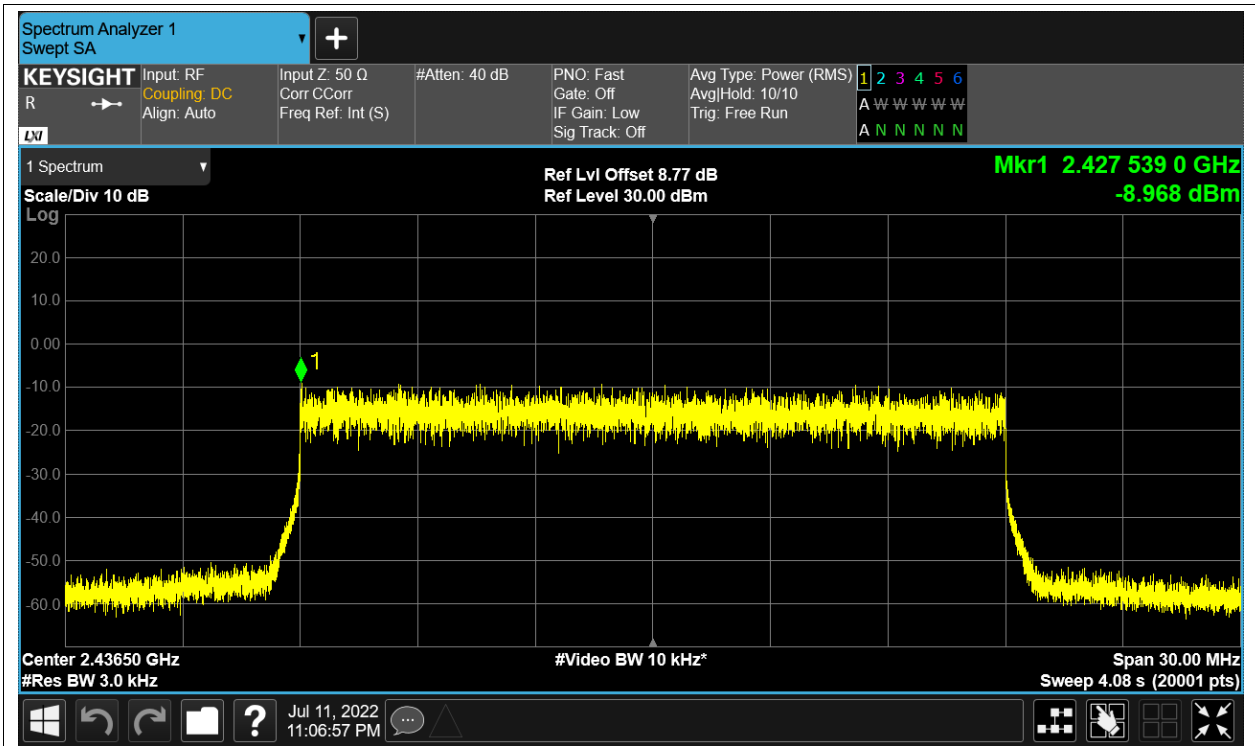 Spectrum Analyzer 1
Swept SA
KEYSIGHT
R
LXI
Input: RF
Coupling: DC
Align: Auto
Input Z: 50 Ω
Corr CCorr
Freq Ref: Int (S)
#Atten: 40 dB
PNO: Fast
Gate: Off
IF Gain: Low
Sig Track: Off
Avg Type: Power (RMS)
Avg|Hold: 10/10
Trig: Free Run
1 2 3 4 5 6
A W W W W W
A N N N N N
1 Spectrum
Scale/Div 10 dB
Log
Ref Lvl Offset 8.77 dB
Ref Level 30.00 dBm
Mkr1 2.427 539 0 GHz
-8.968 dBm
20.0
10.0
0.00
1
-10.0
-20.0
-30.0
-40.0
-50.0
-60.0
Center 2.43650 GHz
#Res BW 3.0 kHz
#Video BW 10 kHz*
Span 30.00 MHz
Sweep 4.08 s (20001 pts)
?
Jul 11, 2022
11:06:57 PM